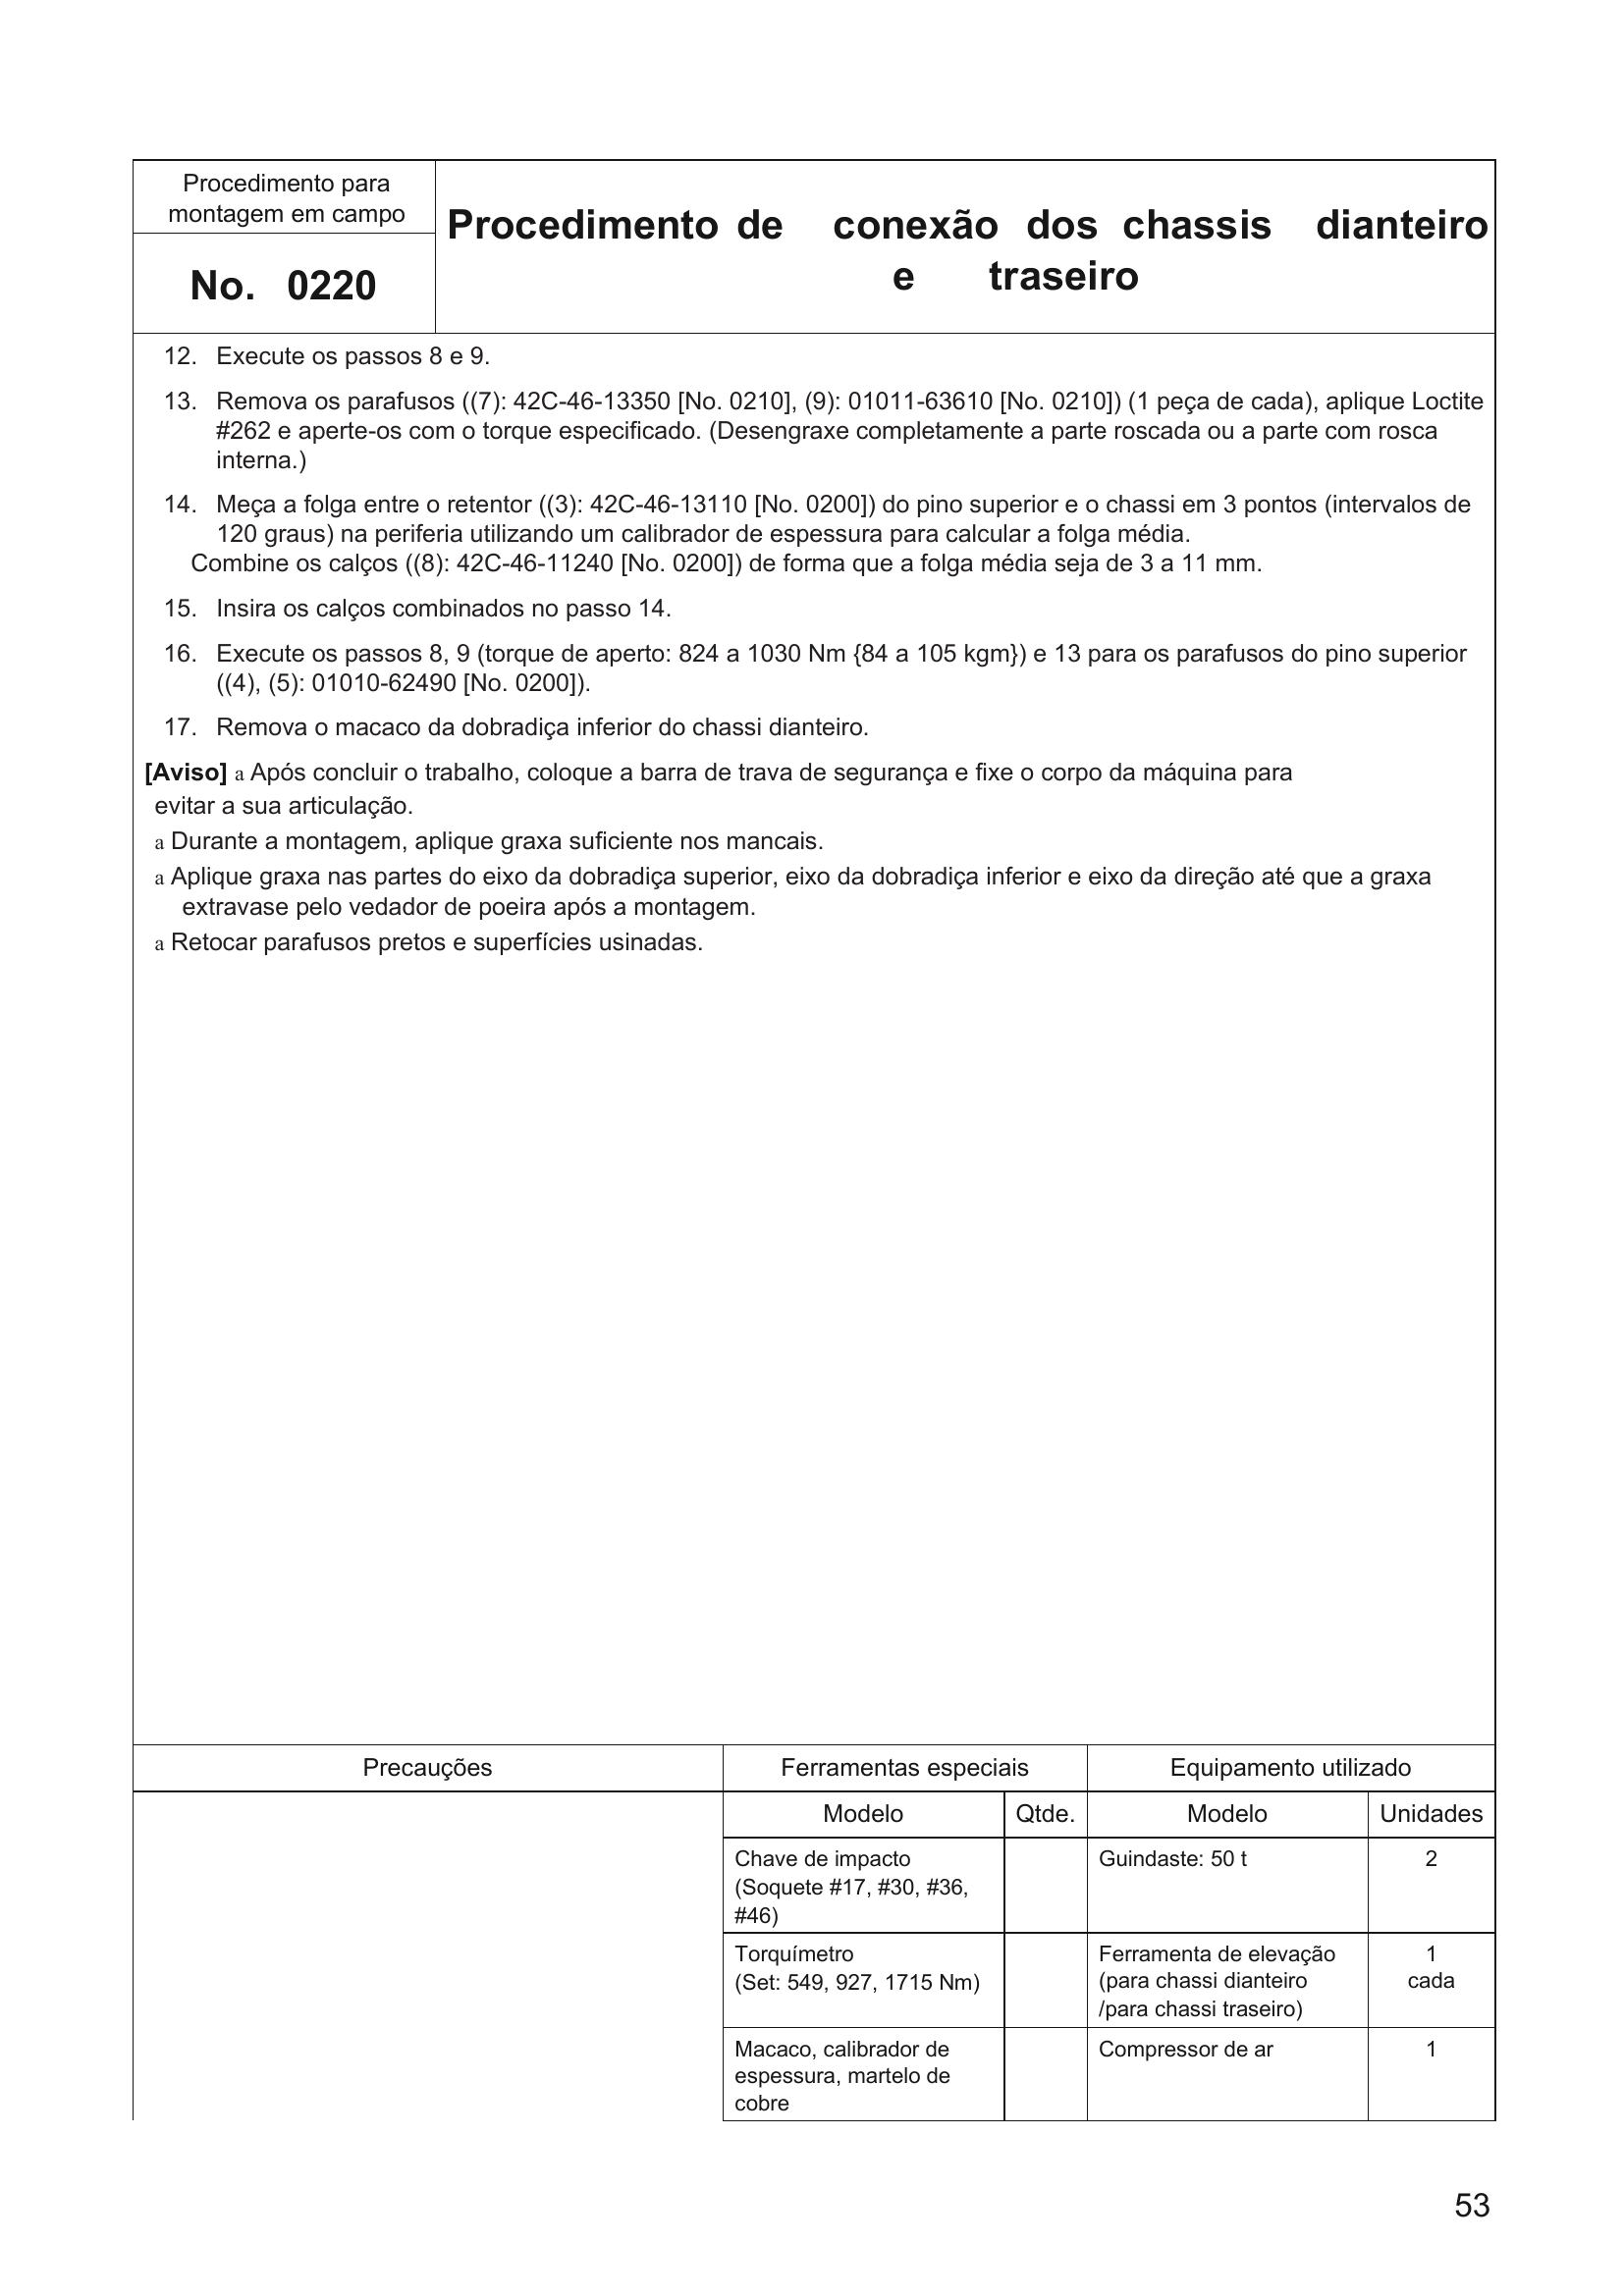 Procedimento para
montagem em campo
No. 0220
Procedimento de conexão dos chassis dianteiro
e traseiro
12. Execute os passos 8 e 9.
13. Remova os parafusos ((7): 42C-46-13350 [No. 0210], (9): 01011-63610 [No. 0210]) (1 peça de cada), aplique Loctite
#262 e aperte-os com o torque especificado. (Desengraxe completamente a parte roscada ou a parte com rosca
interna.)
14. Meça a folga entre o retentor ((3): 42C-46-13110 [No. 0200]) do pino superior e o chassi em 3 pontos (intervalos de
120 graus) na periferia utilizando um calibrador de espessura para calcular a folga média.
Combine os calços ((8): 42C-46-11240 [No. 0200]) de forma que a folga média seja de 3 a 11 mm.
15. Insira os calços combinados no passo 14.
16. Execute os passos 8, 9 (torque de aperto: 824 a 1030 Nm {84 a 105 kgm}) e 13 para os parafusos do pino superior
((4), (5): 01010-62490 [No. 0200]).
17. Remova o macaco da dobradiça inferior do chassi dianteiro.
[Aviso] a Após concluir o trabalho, coloque a barra de trava de segurança e fixe o corpo da máquina para
evitar a sua articulação.
a Durante a montagem, aplique graxa suficiente nos mancais.
a Aplique graxa nas partes do eixo da dobradiça superior, eixo da dobradiça inferior e eixo da direção até que a graxa
extravase pelo vedador de poeira após a montagem.
a Retocar parafusos pretos e superfícies usinadas.
Precauções Ferramentas especiais Equipamento utilizado
Modelo Qtde. Modelo Unidades
Chave de impacto
(Soquete #17, #30, #36,
#46)
Guindaste: 50 t 2
Torquímetro
(Set: 549, 927, 1715 Nm)
Ferramenta de elevação
(para chassi dianteiro
/para chassi traseiro)
1
cada
Macaco, calibrador de
espessura, martelo de
cobre
Compressor de ar 1
53